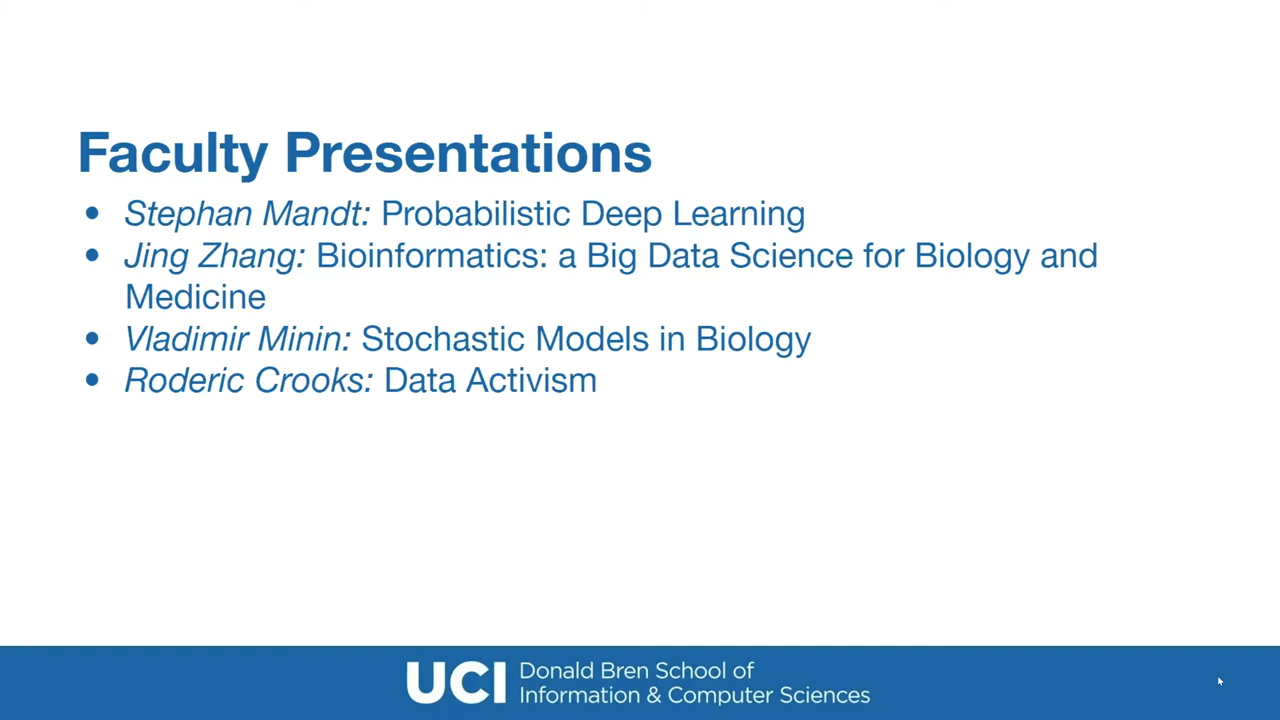 Faculty Presentations
• Stephan Mandt: Probabilistic Deep Learning
• Jing Zhang: Bioinformatics: a Big Data Science for Biology and
Medicine
• Vladimir Minin: Stochastic Models in Biology
• Roderic Crooks: Data Activism
UCI Donald Bren School of
Information & Computer Sciences